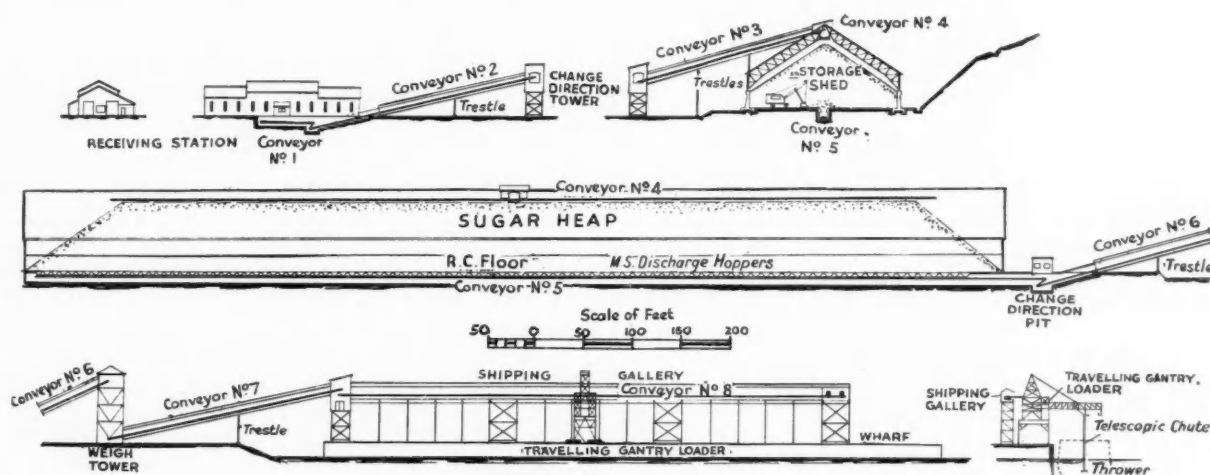 Conveyor Nº 2
CHANGE
DIRECTION
TOWER
Trestle
RECEIVING STATION
Conveyor
Nº 1
Conveyor Nº 3
Conveyor Nº 4
Trestles
STORAGE
SHED
Conveyor
Nº 5
Conveyor Nº 4
SUGAR HEAP
R.C. Floor
M.S. Discharge Hoppers
Conveyor Nº 5
Conveyor Nº 6
Trestle
CHANGE
DIRECTION
PIT
Scale of Feet
50 0 50 100 150 200
Conveyor Nº 6
WEIGH
TOWER
Conveyor Nº 7
Trestle
SHIPPING GALLERY
Conveyor Nº 8
WHARF
TRAVELLING GANTRY LOADER
SHIPPING
GALLERY
TRAVELLING GANTRY
LOADER
Telescopic Chute
Thrower